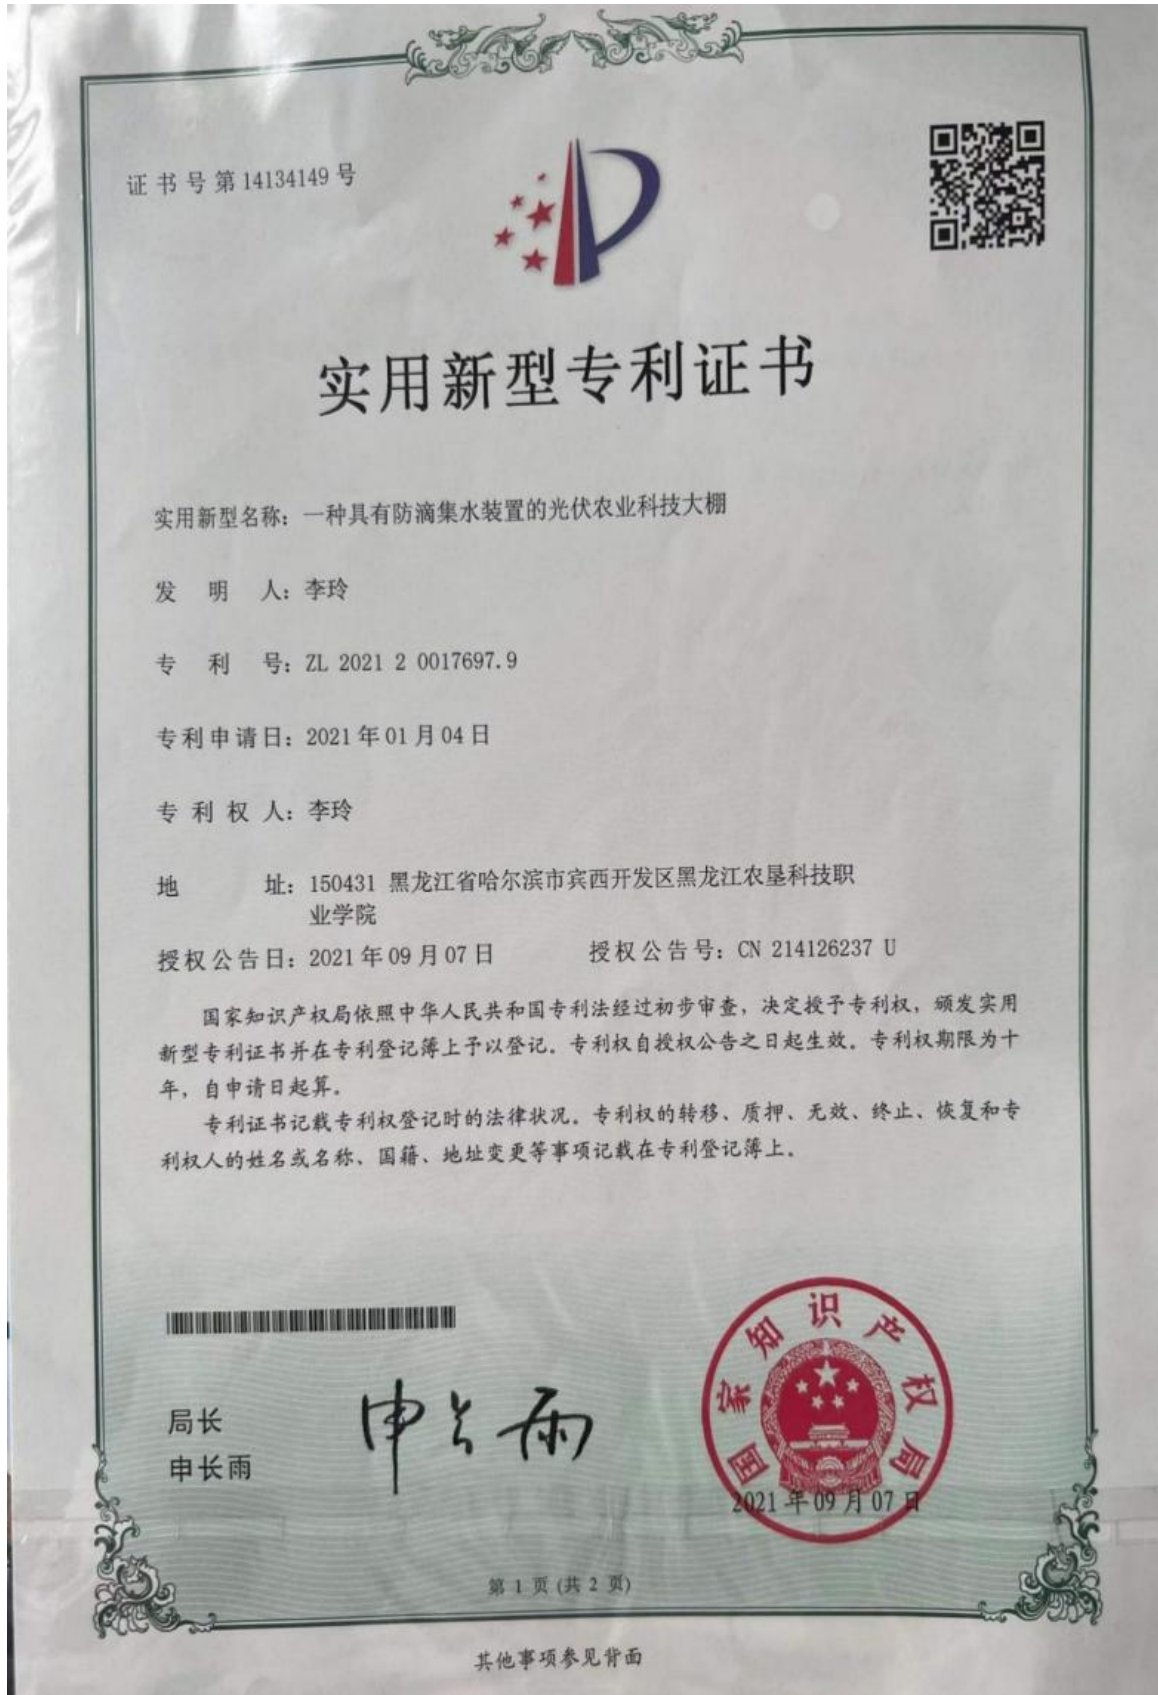 证书号第14134149号
实用新型专利证书
实用新型名称：一种具有防滴集水装置的光伏农业科技大棚
发明人：李玲
专利号：ZL 2021 2 0017697.9
专利申请日：2021年01月04日
专利权人：李玲
地址：150431 黑龙江省哈尔滨市宾西开发区黑龙江农垦科技职
业学院
授权公告日：2021年09月07日 授权公告号：CN 214126237 U
国家知识产权局依照中华人民共和国专利法经过初步审查，决定授予专利权，颁发实用
新型专利证书并在专利登记簿上予以登记。专利权自授权公告之日起生效。专利权期限为十
年，自申请日起算。
专利证书记载专利权登记时的法律状况。专利权的转移、质押、无效、终止、恢复和专
利权人的姓名或名称、国籍、地址变更等事项记载在专利登记簿上。
局长
申长雨
申长雨
国家知识产权局
2021年09月07日
第 1 页 (共 2 页)
其他事项参见背面